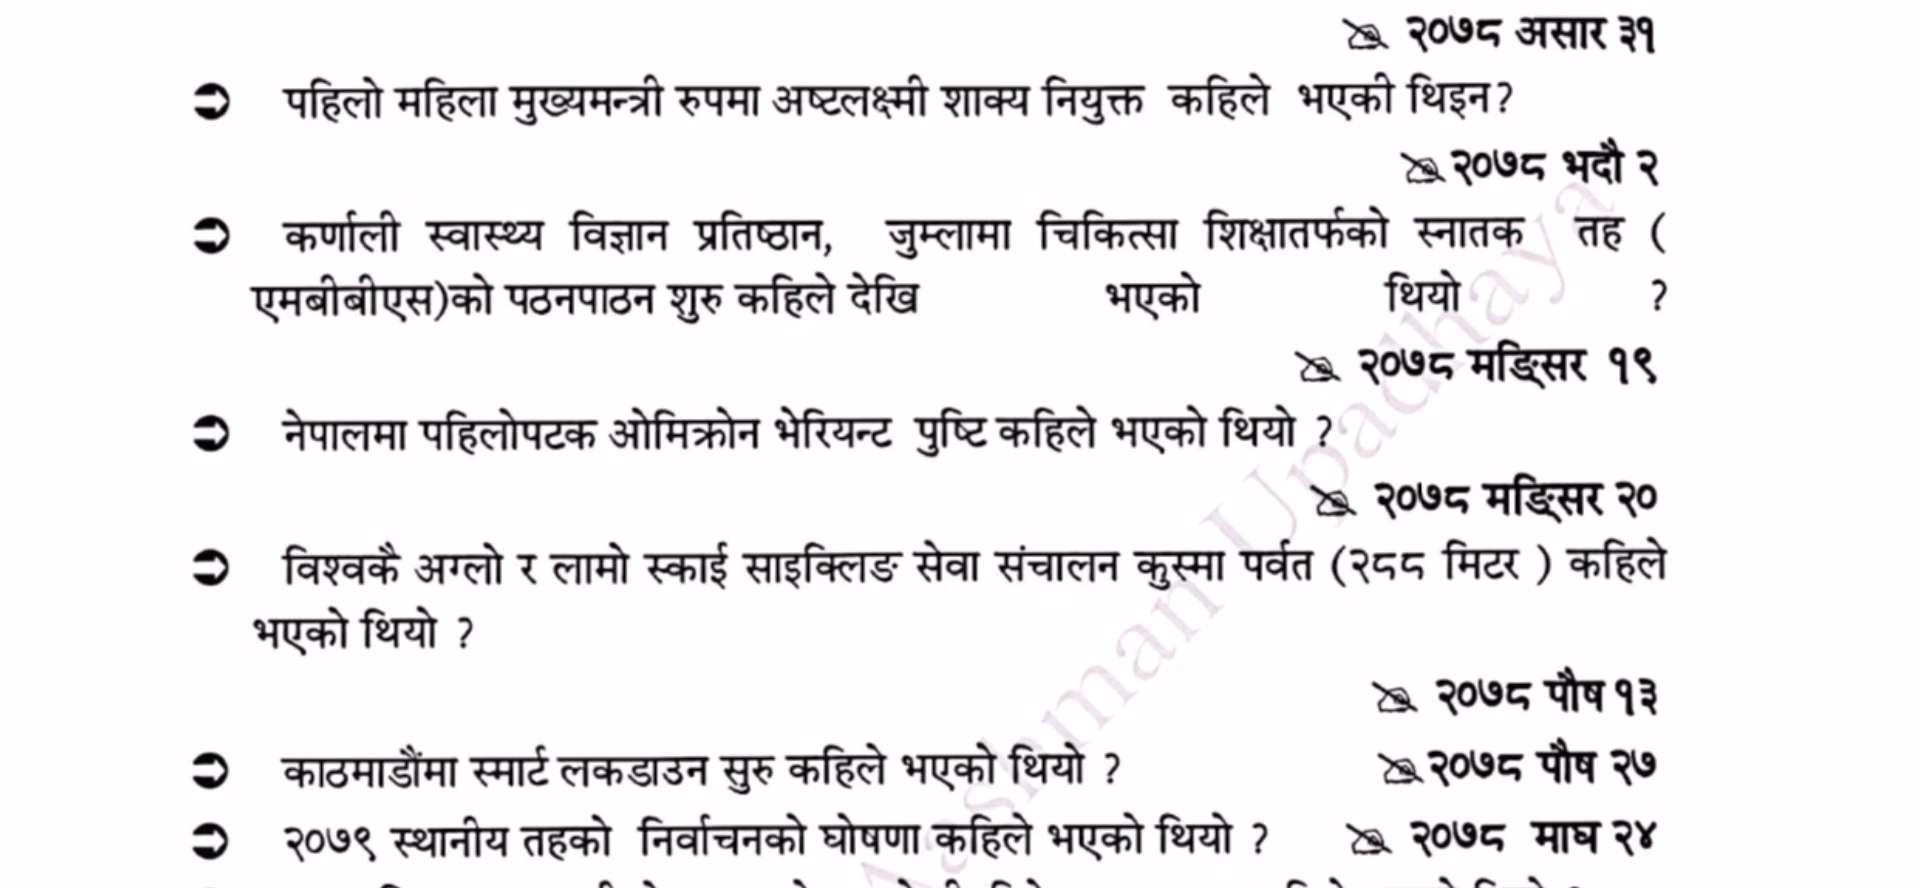 २०७८ असार ३१
पहिलो महिला मुख्यमन्त्री रुपमा अष्टलक्ष्मी शाक्य नियुक्त कहिले भएकी थिइन?
२०७८ भदौ २
कर्णाली स्वास्थ्य विज्ञान प्रतिष्ठान, जुम्लामा चिकित्सा शिक्षातर्फको स्नातक तह (
एमबीबीएस)को पठनपाठन शुरु कहिले देखि भएको थियो ?
२०७८ मङ्सिर १९
नेपालमा पहिलोपटक ओमिक्रोन भेरियन्ट पुष्टि कहिले भएको थियो ?
२०७८ मङ्सिर २०
विश्वकै अग्लो र लामो स्काई साइक्लिङ सेवा संचालन कुस्मा पर्वत (२८८ मिटर ) कहिले
भएको थियो ?
२०७८ पौष १३
काठमाडौंमा स्मार्ट लकडाउन सुरु कहिले भएको थियो ? २०७८ पौष २७
२०७९ स्थानीय तहको निर्वाचनको घोषणा कहिले भएको थियो ? २०७८ माघ २४
Aashman Upadhaya